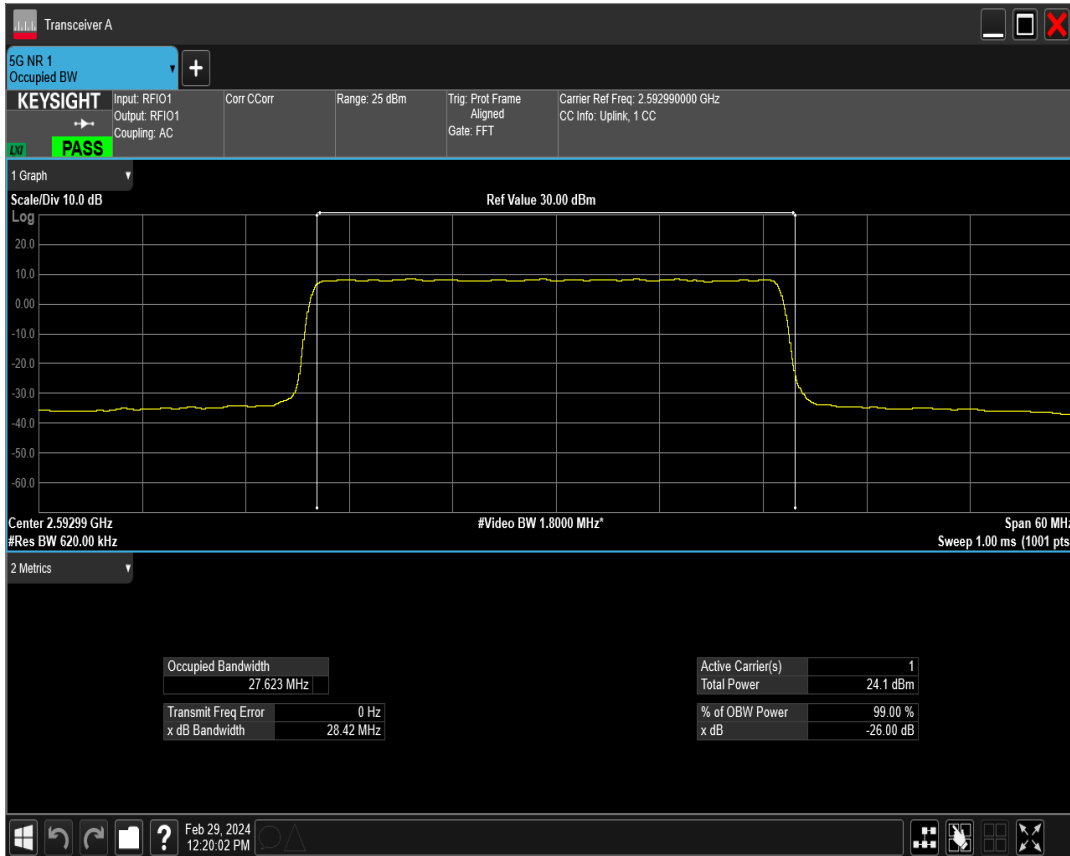 Transceiver A
5G NR 1
Occupied BW
+
KEYSIGHT
LXI
PASS
Input: RFIO1
Output: RFIO1
Coupling: AC
Corr CCorr
Range: 25 dBm
Trig: Prot Frame
Aligned
Gate: FFT
Carrier Ref Freq: 2.592990000 GHz
CC Info: Uplink, 1 CC
1 Graph
Scale/Div 10.0 dB
Ref Value 30.00 dBm
Log
20.0
10.0
0.00
-10.0
-20.0
-30.0
-40.0
-50.0
-60.0
Center 2.59299 GHz
#Video BW 1.8000 MHz*
Span 60 MHz
#Res BW 620.00 kHz
Sweep 1.00 ms (1001 pts
2 Metrics
Occupied Bandwidth
27.623 MHz
Transmit Freq Error 0 Hz
x dB Bandwidth 28.42 MHz
Active Carrier(s) 1
Total Power 24.1 dBm
% of OBW Power 99.00 %
x dB -26.00 dB
?
Feb 29, 2024
12:20:02 PM